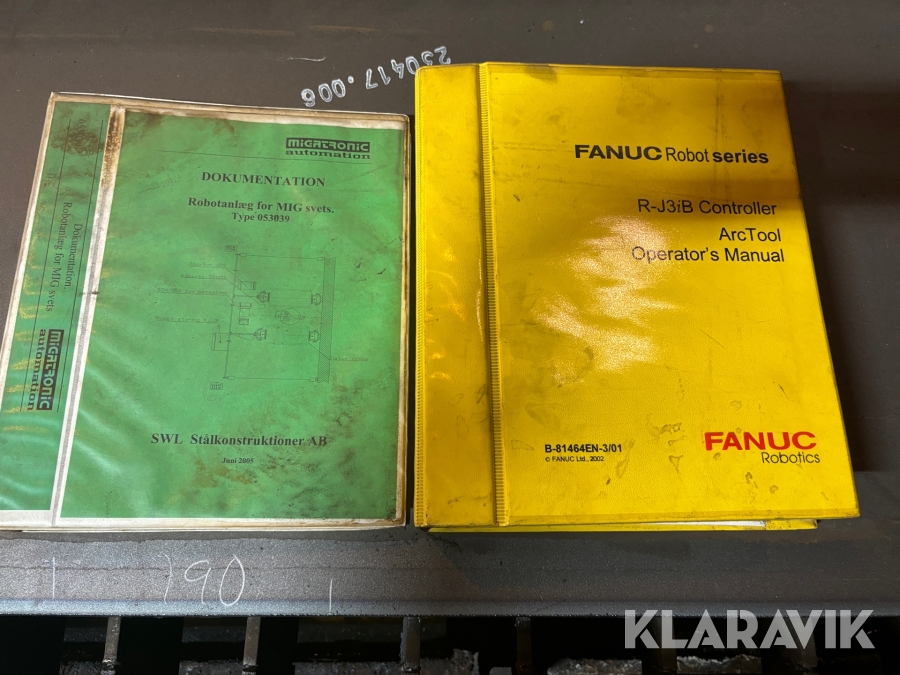 250417.006
migatronic
automation
DOKUMENTATION
Robotanlæg for MIG svets.
Type 053039
SWL Stålkonstruktioner AB
Juni 2005
Dokumentation.
Robotanlæg for MIG svets
migatronic
automation
FANUC Robot series
R-J3iB Controller
ArcTool
Operator's Manual
B-81464EN-3/01
© FANUC Ltd., 2002
FANUC
Robotics
190
KLARAVIK